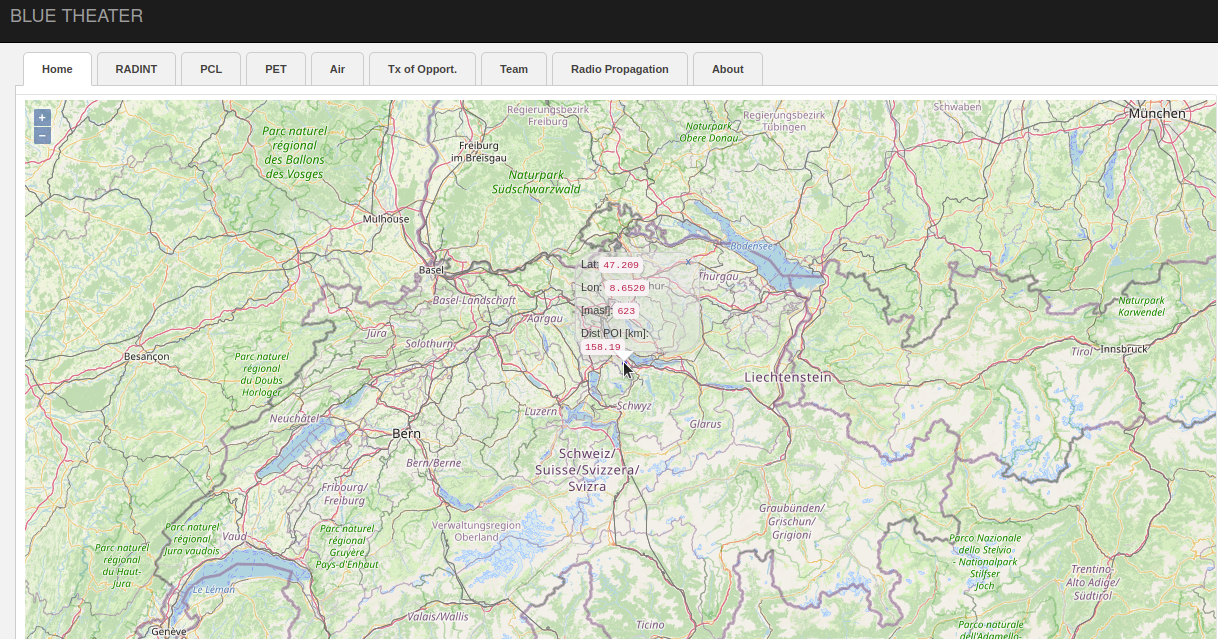 BLUE THEATER
Home
RADINT
PCL
PET
Air
Tx of Opport.
Team
Radio Propagation
About
+
−
Parc naturel
régional
des Ballons
des Vosges
Freiburg
im Breisgau
Regierungsbezirk
Freiburg
Naturpark
Südschwarzwald
Naturpark
Obere Donau
Regierungsbezirk
Tübingen
Schwaben
München
Mulhouse
Basel
Bodensee
Thurgau
x
Lat: 47.209
Lon: 8.6520
hur
[masl]: 623
Dist POI [km]:
158.19
Basel-Landschaft
Aargau
Jura
Solothurn
Besançon
Parc naturel
régional
du Doubs
Horloger
Naturpark
Karwendel
Tirol
Innsbruck
Liechtenstein
Neuchâtel
Bern
Luzern
Schwyz
Glarus
Bern/Berne
Schweiz/
Suisse/Svizzera/
Svizra
Fribourg/
Freiburg
Graubünden/
Grischun/
Grigioni
Verwaltungsregion
Oberland
Parc naturel
régional
Jura vaudois
Vaud
Parc naturel
régional
Gruyère
Pays-d'Enhaut
Parc naturel
régional
du Haut-
Jura
Parco Nazionale
dello Stelvio
- Nationalpark
Stilfser
Joch
Trentino-
Alto Adige/
Südtirol
Le Léman
Valais/Wallis
Ticino
Genève
Parco naturale
dell'Adamello-